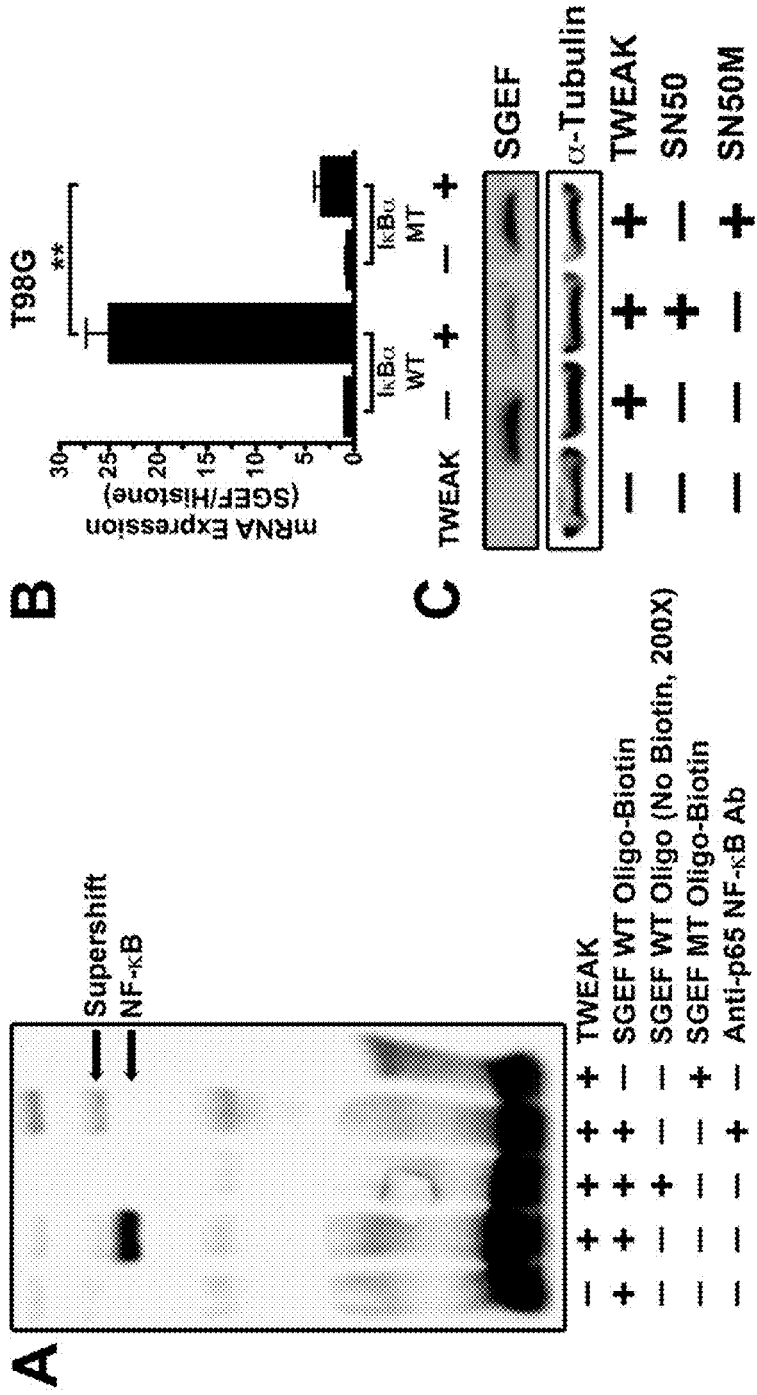 A
Supershift
NF-κB
− + + + + TWEAK
+ + + + − SGEF WT Oligo-Biotin
− − + − − SGEF WT Oligo (No Biotin, 200X)
− − − − + SGEF MT Oligo-Biotin
− − − + − Anti-p65 NF-κB Ab
B
T98G
**
mRNA Expression
(SGEF/Histone)
30
25
20
15
10
5
0
IκBα
WT
IκBα
MT
TWEAK − + − +
C
SGEF
α-Tubulin
− + + + TWEAK
− − + − SN50
− − − + SN50M